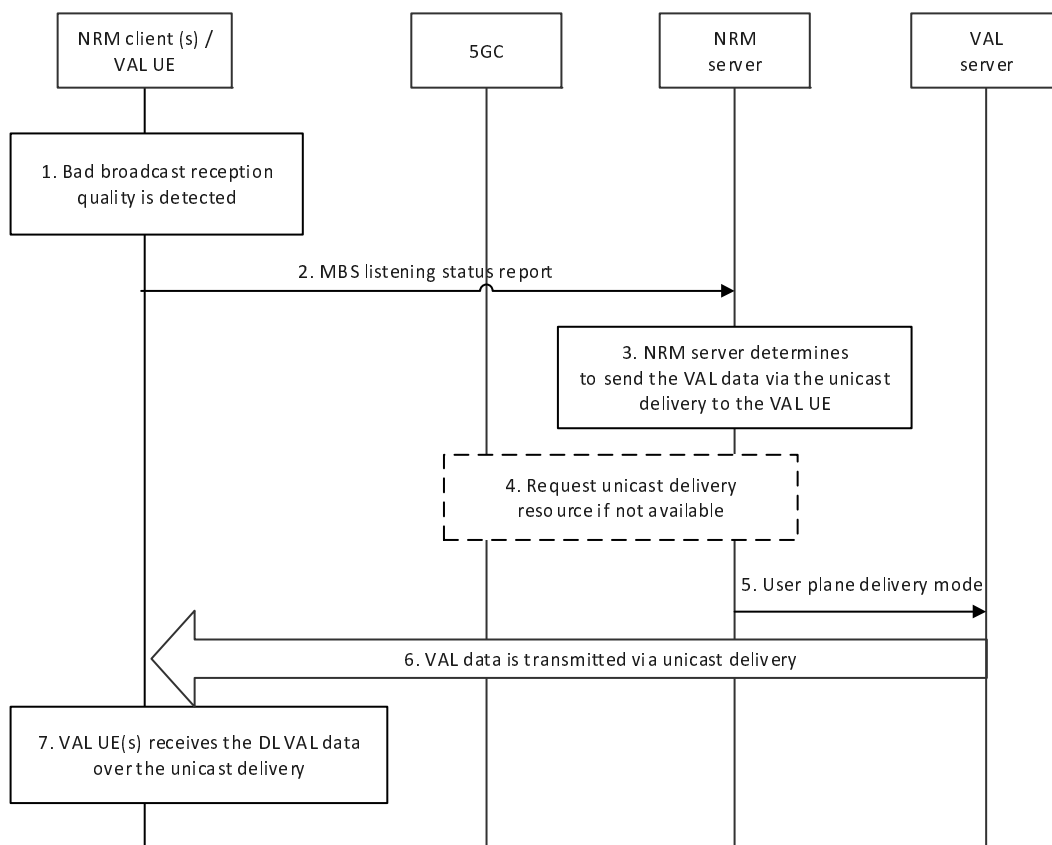 NRM client (s) /
VAL UE
5GC
NRM
server
VAL
server
1. Bad broadcast reception
quality is detected
2. MBS listening status report
3. NRM server determines
to send the VAL data via the unicast
delivery to the VAL UE
4. Request unicast delivery
resource if not available
5. User plane delivery mode
6. VAL data is transmitted via unicast delivery
7. VAL UE(s) receives the DL VAL data
over the unicast delivery